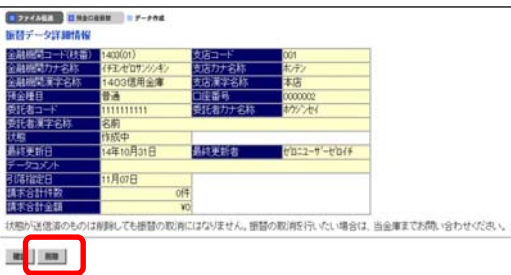 ファイル伝送 預金口座振替 データ作成
振替データ詳細情報
金融機関コード(枝番) 1400(01) 支店コード 001
金融機関カナ名称 イチヨンゼロサンシンキン 支店カナ名称 ホンテン
金融機関漢字名称 1403信用金庫 支店漢字名称 本店
預金種目 普通 口座番号 0000002
委託者コード 1111111111 委託者カナ名称
委託者漢字名称 名前
状態 作成中
最終更新日 14年10月31日 最終更新者 ゼロニユーザーゼロイチ
データコメント
引落指定日 11月07日
請求合計件数 0件
請求合計金額 ¥0
状態が送信済のものは削除しても振替の取消にはなりません。振替の取消を行いたい場合は、当金庫までお問い合わせください。
削除